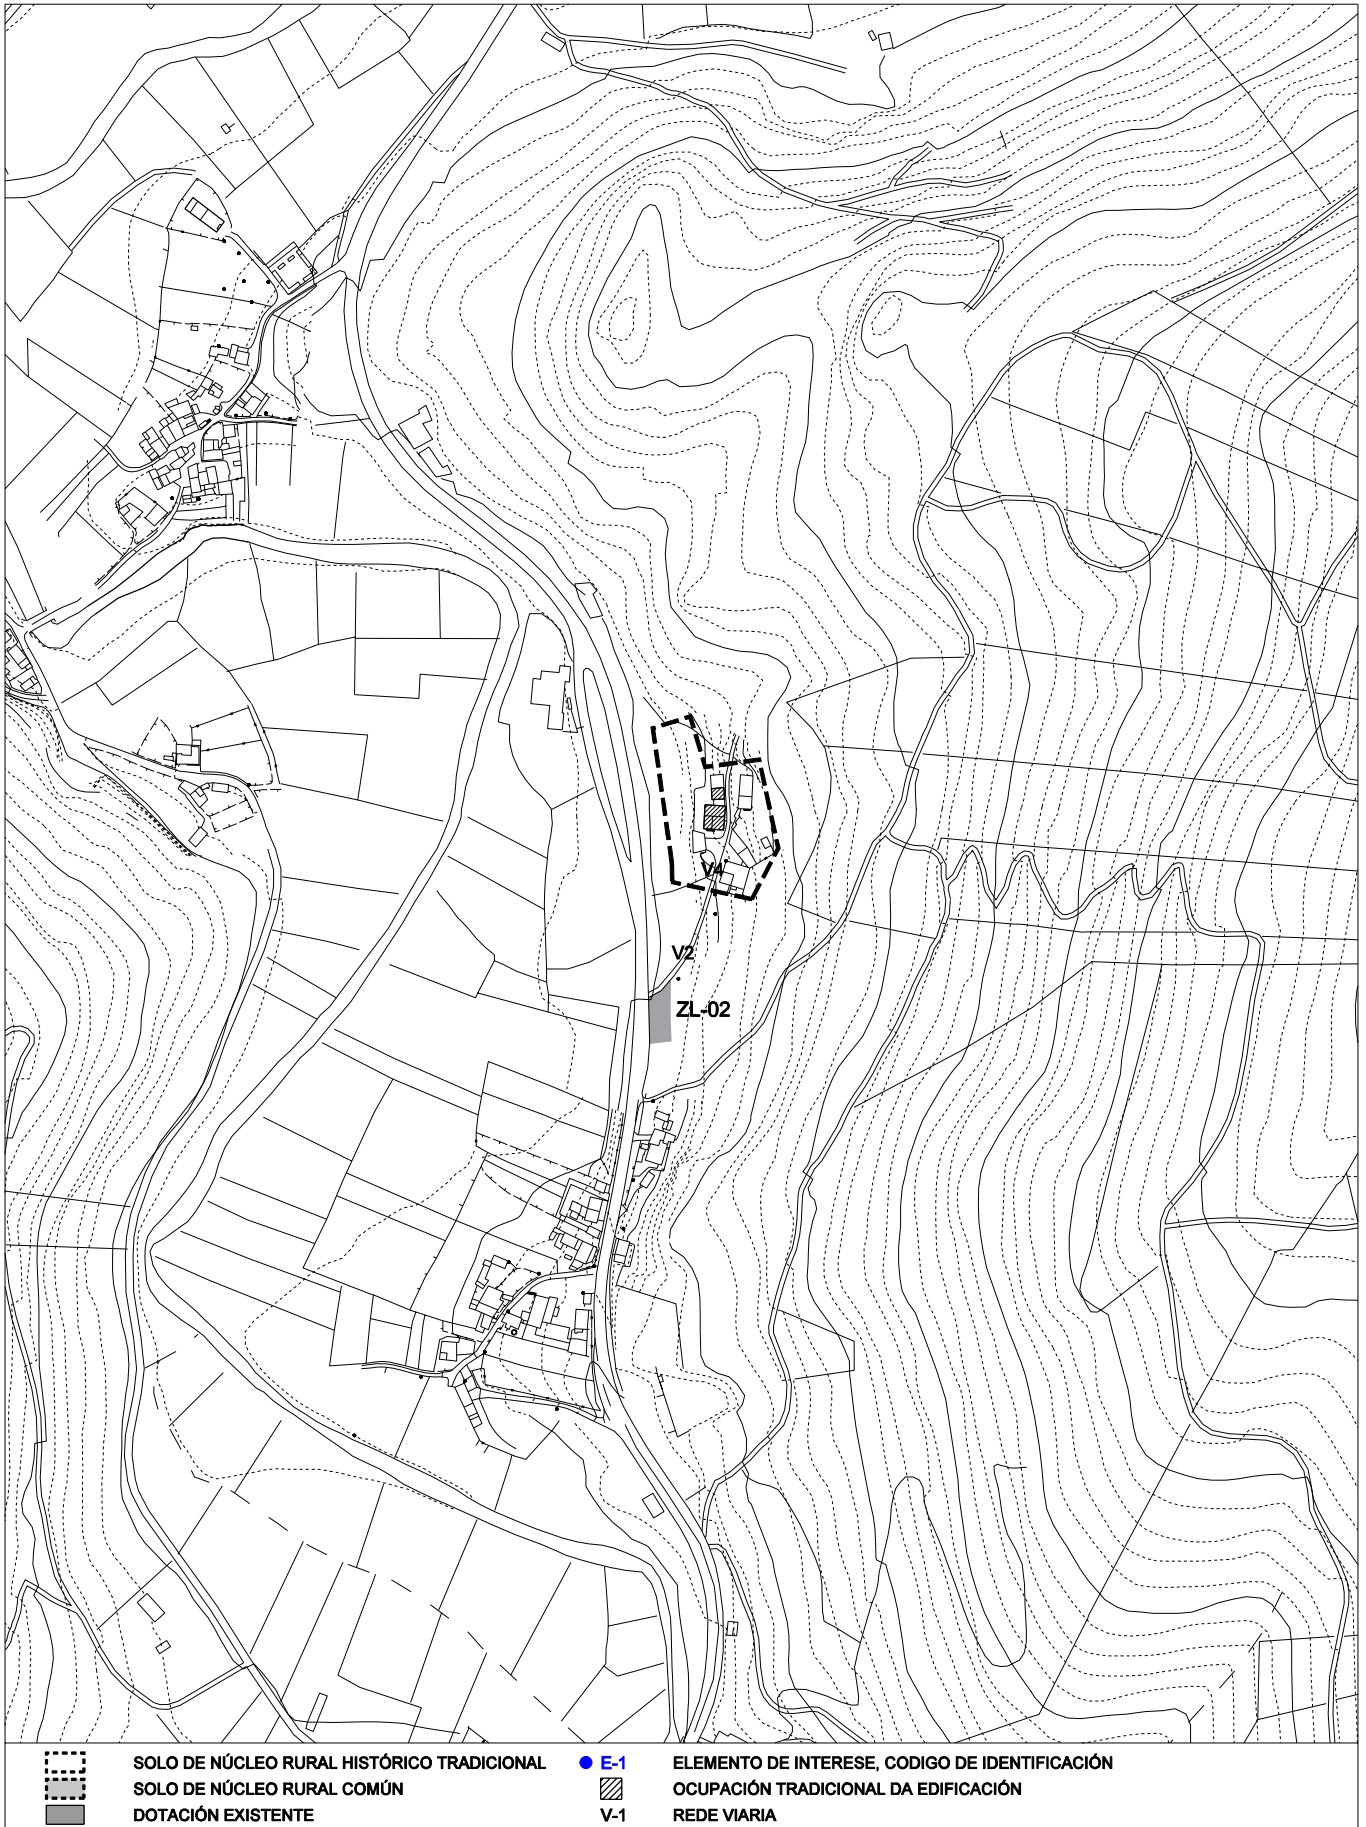 V4
V2
ZL-02
SOLO DE NÚCLEO RURAL HISTÓRICO TRADICIONAL
E-1 ELEMENTO DE INTERESE, CODIGO DE IDENTIFICACIÓN
SOLO DE NÚCLEO RURAL COMÚN
OCUPACIÓN TRADICIONAL DA EDIFICACIÓN
DOTACIÓN EXISTENTE
V-1 REDE VIARIA